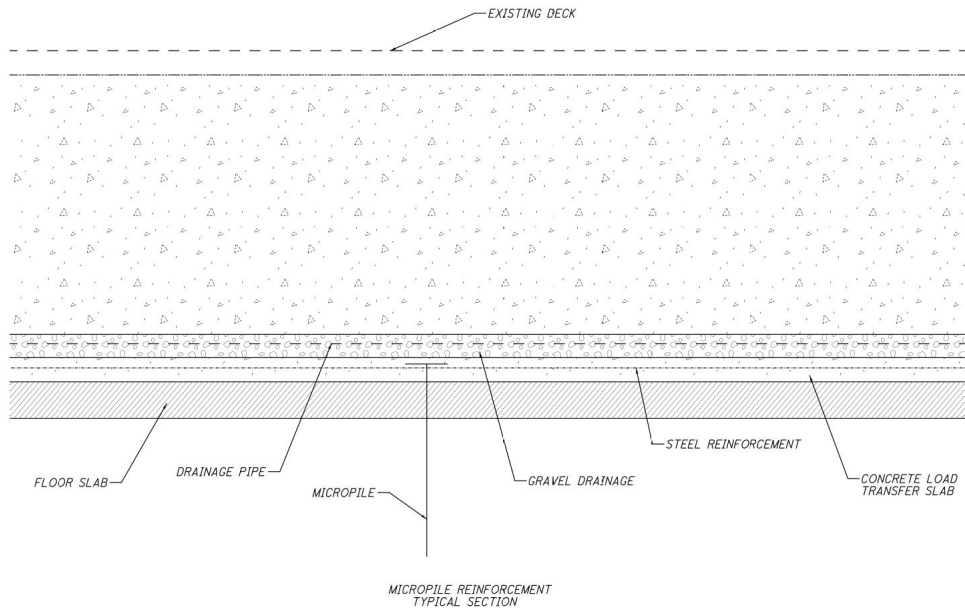 EXISTING DECK
STEEL REINFORCEMENT
DRAINAGE PIPE
GRAVEL DRAINAGE
FLOOR SLAB
MICROPILE
CONCRETE LOAD
TRANSFER SLAB
MICROPILE REINFORCEMENT
TYPICAL SECTION